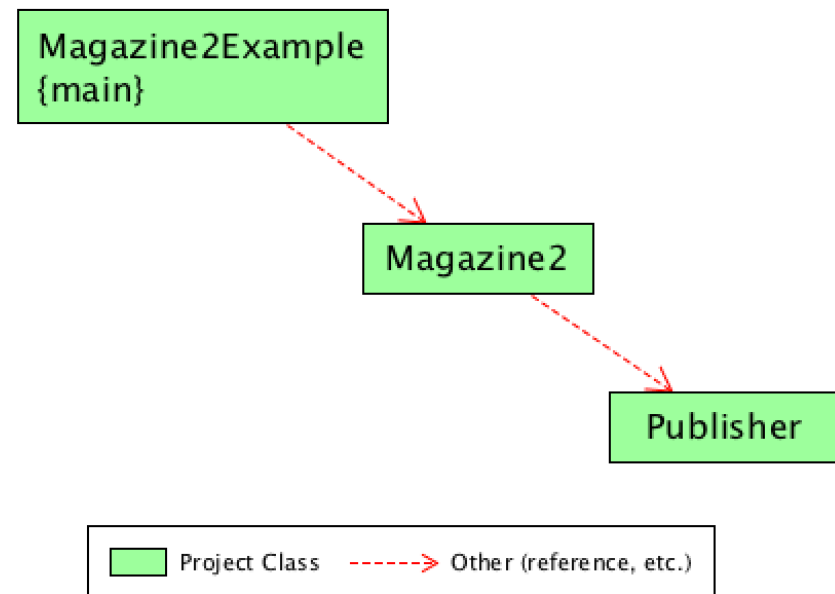 Magazine2Example
{main}
Magazine2
Publisher
Project Class
Other (reference, etc.)